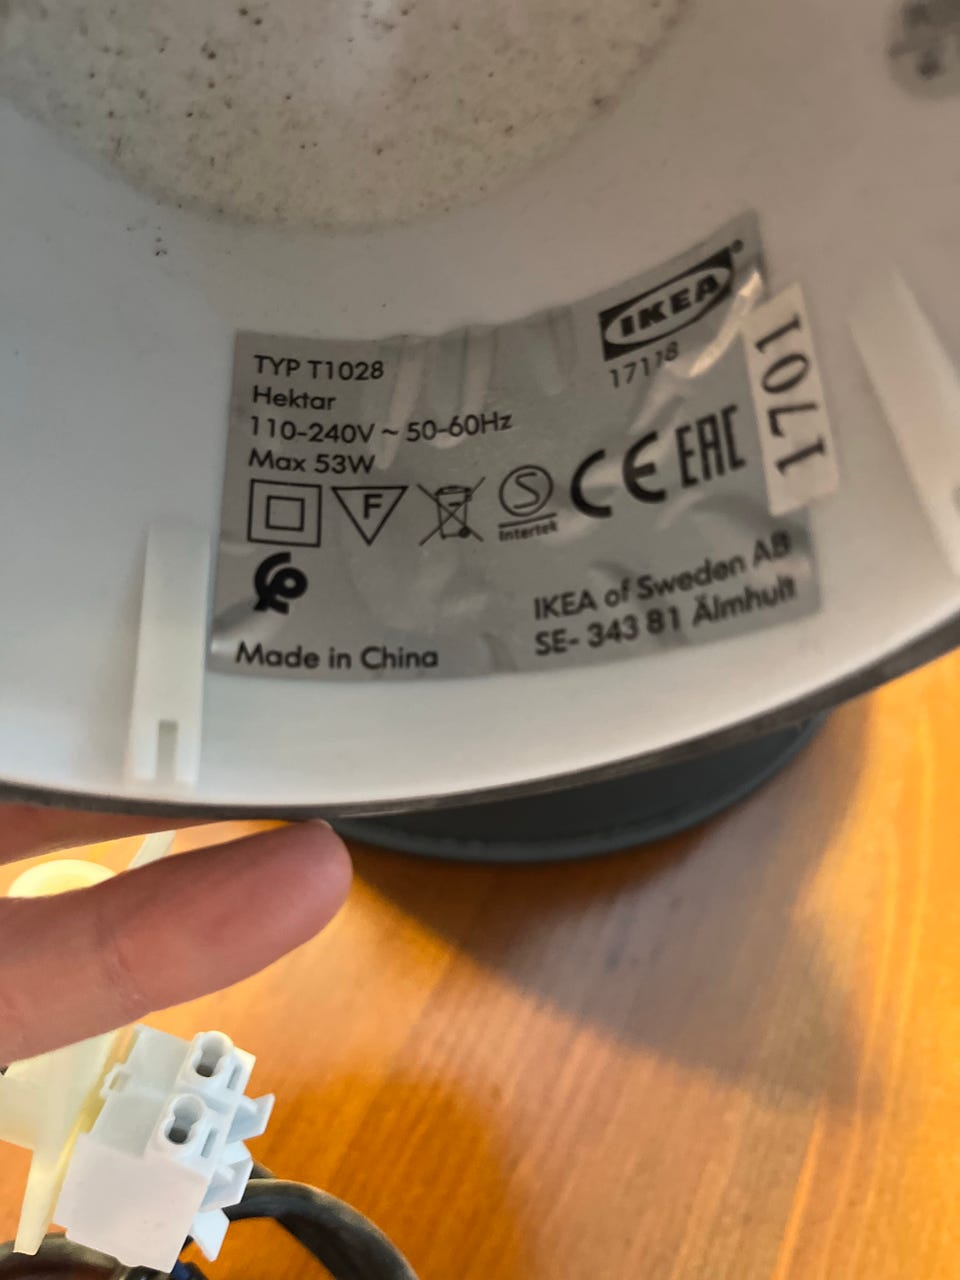 IKEA®
17118
1701
TYP T1028
Hektar
110-240V ~ 50-60Hz
Max 53W
F
S
Intertek
CE
EAC
IKEA of Sweden AB
SE- 343 81 Älmhult
Made in China